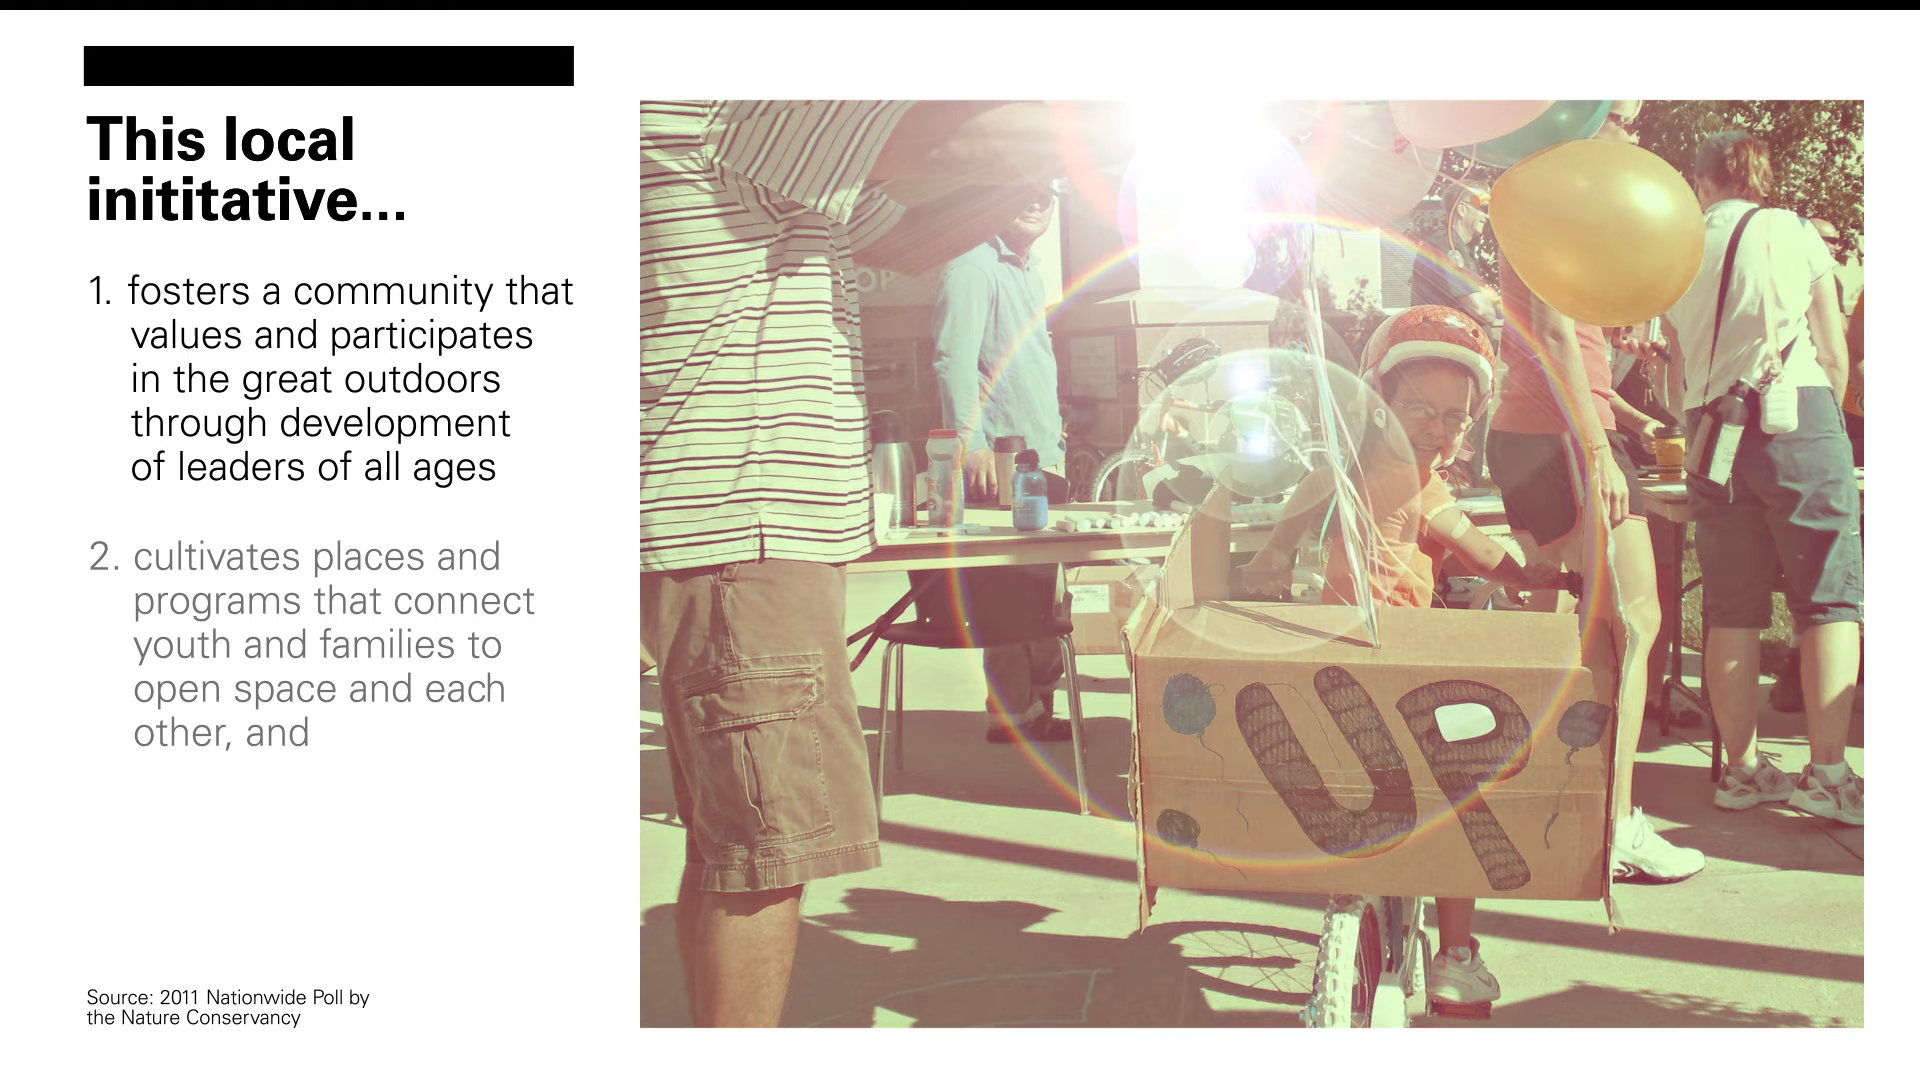 This local
inititative...
1. fosters a community that
values and participates
in the great outdoors
through development
of leaders of all ages
2. cultivates places and
programs that connect
youth and families to
open space and each
other, and
Source: 2011 Nationwide Poll by
the Nature Conservancy
OP
UP